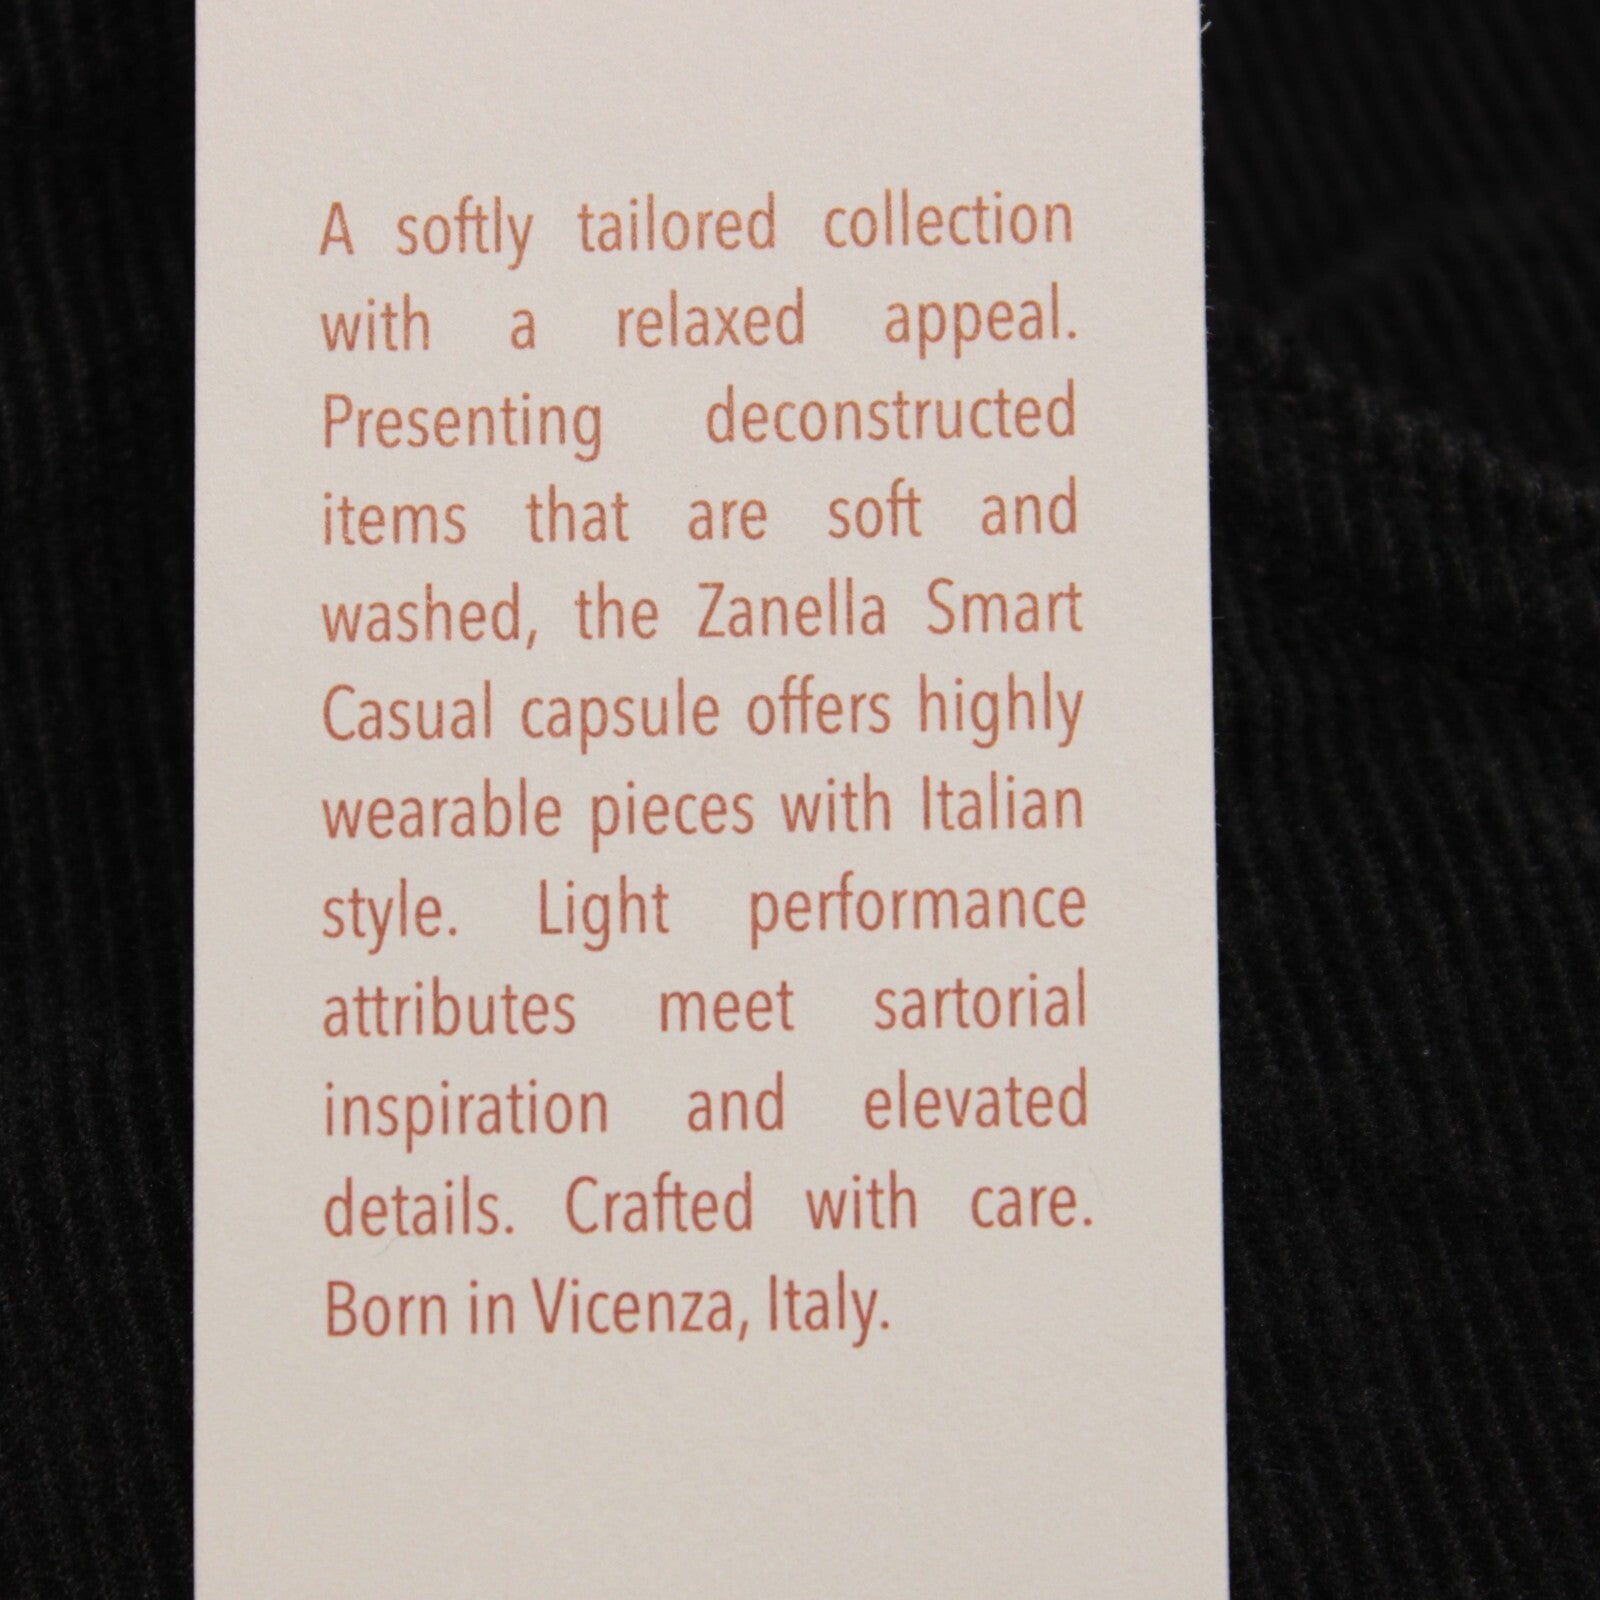 A softly tailored collection
with a relaxed appeal.
Presenting deconstructed
items that are soft and
washed, the Zanella Smart
Casual capsule offers highly
wearable pieces with Italian
style. Light performance
attributes meet sartorial
inspiration and elevated
details. Crafted with care.
Born in Vicenza, Italy.